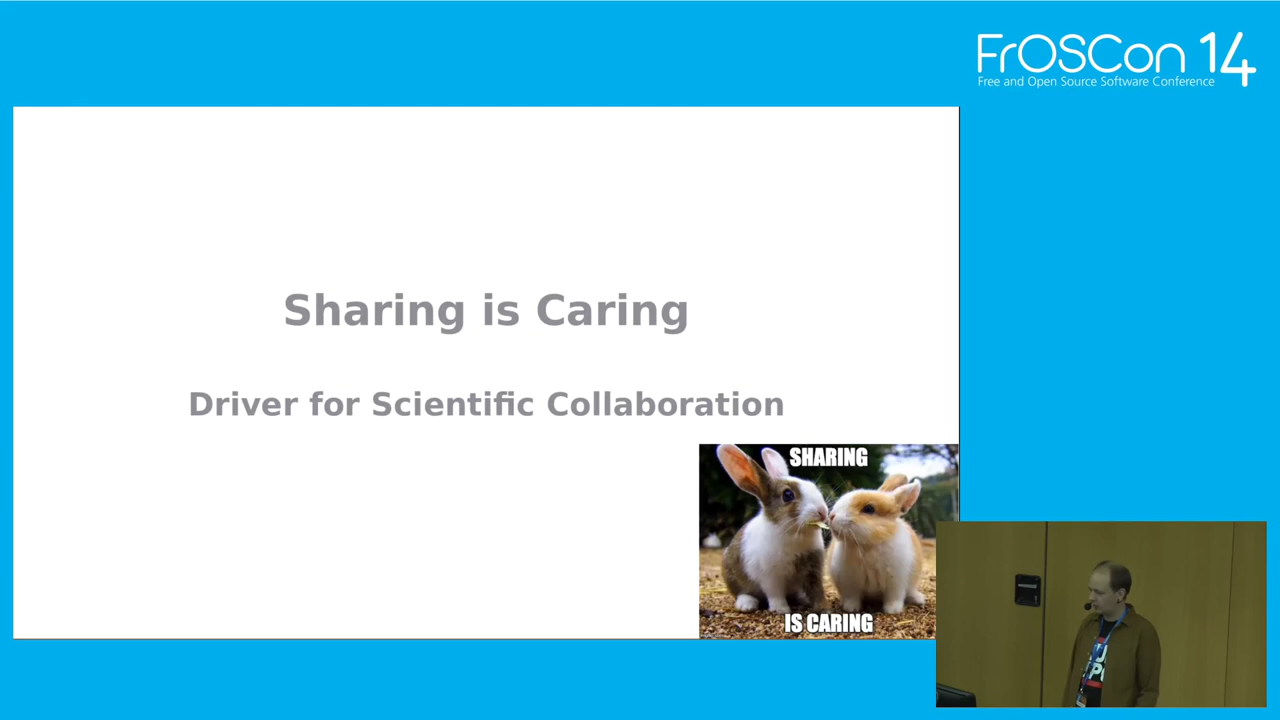 FrOSCon 14
Free and Open Source Software Conference
Sharing is Caring
Driver for Scientific Collaboration
SHARING
IS CARING